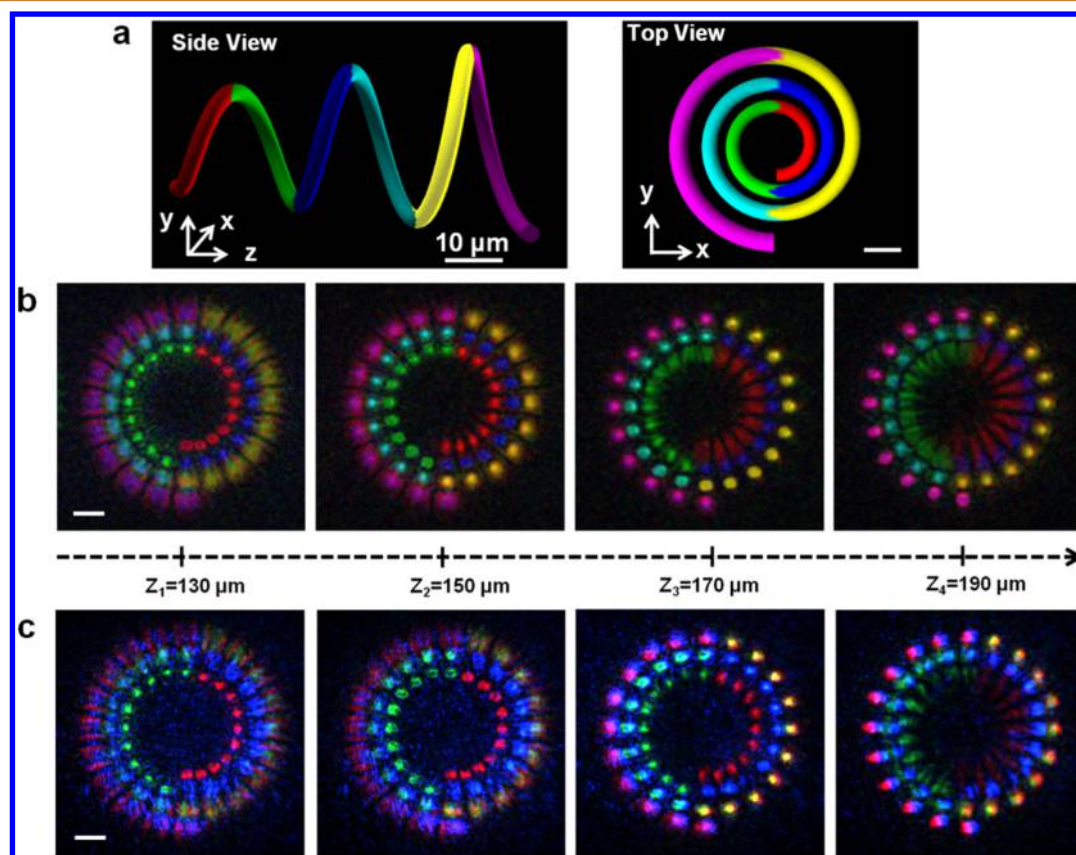 a
Side View
y
x
z
10 μm
Top View
y
x
b
Z₁=130 μm
Z₂=150 μm
Z₃=170 μm
Z₄=190 μm
c